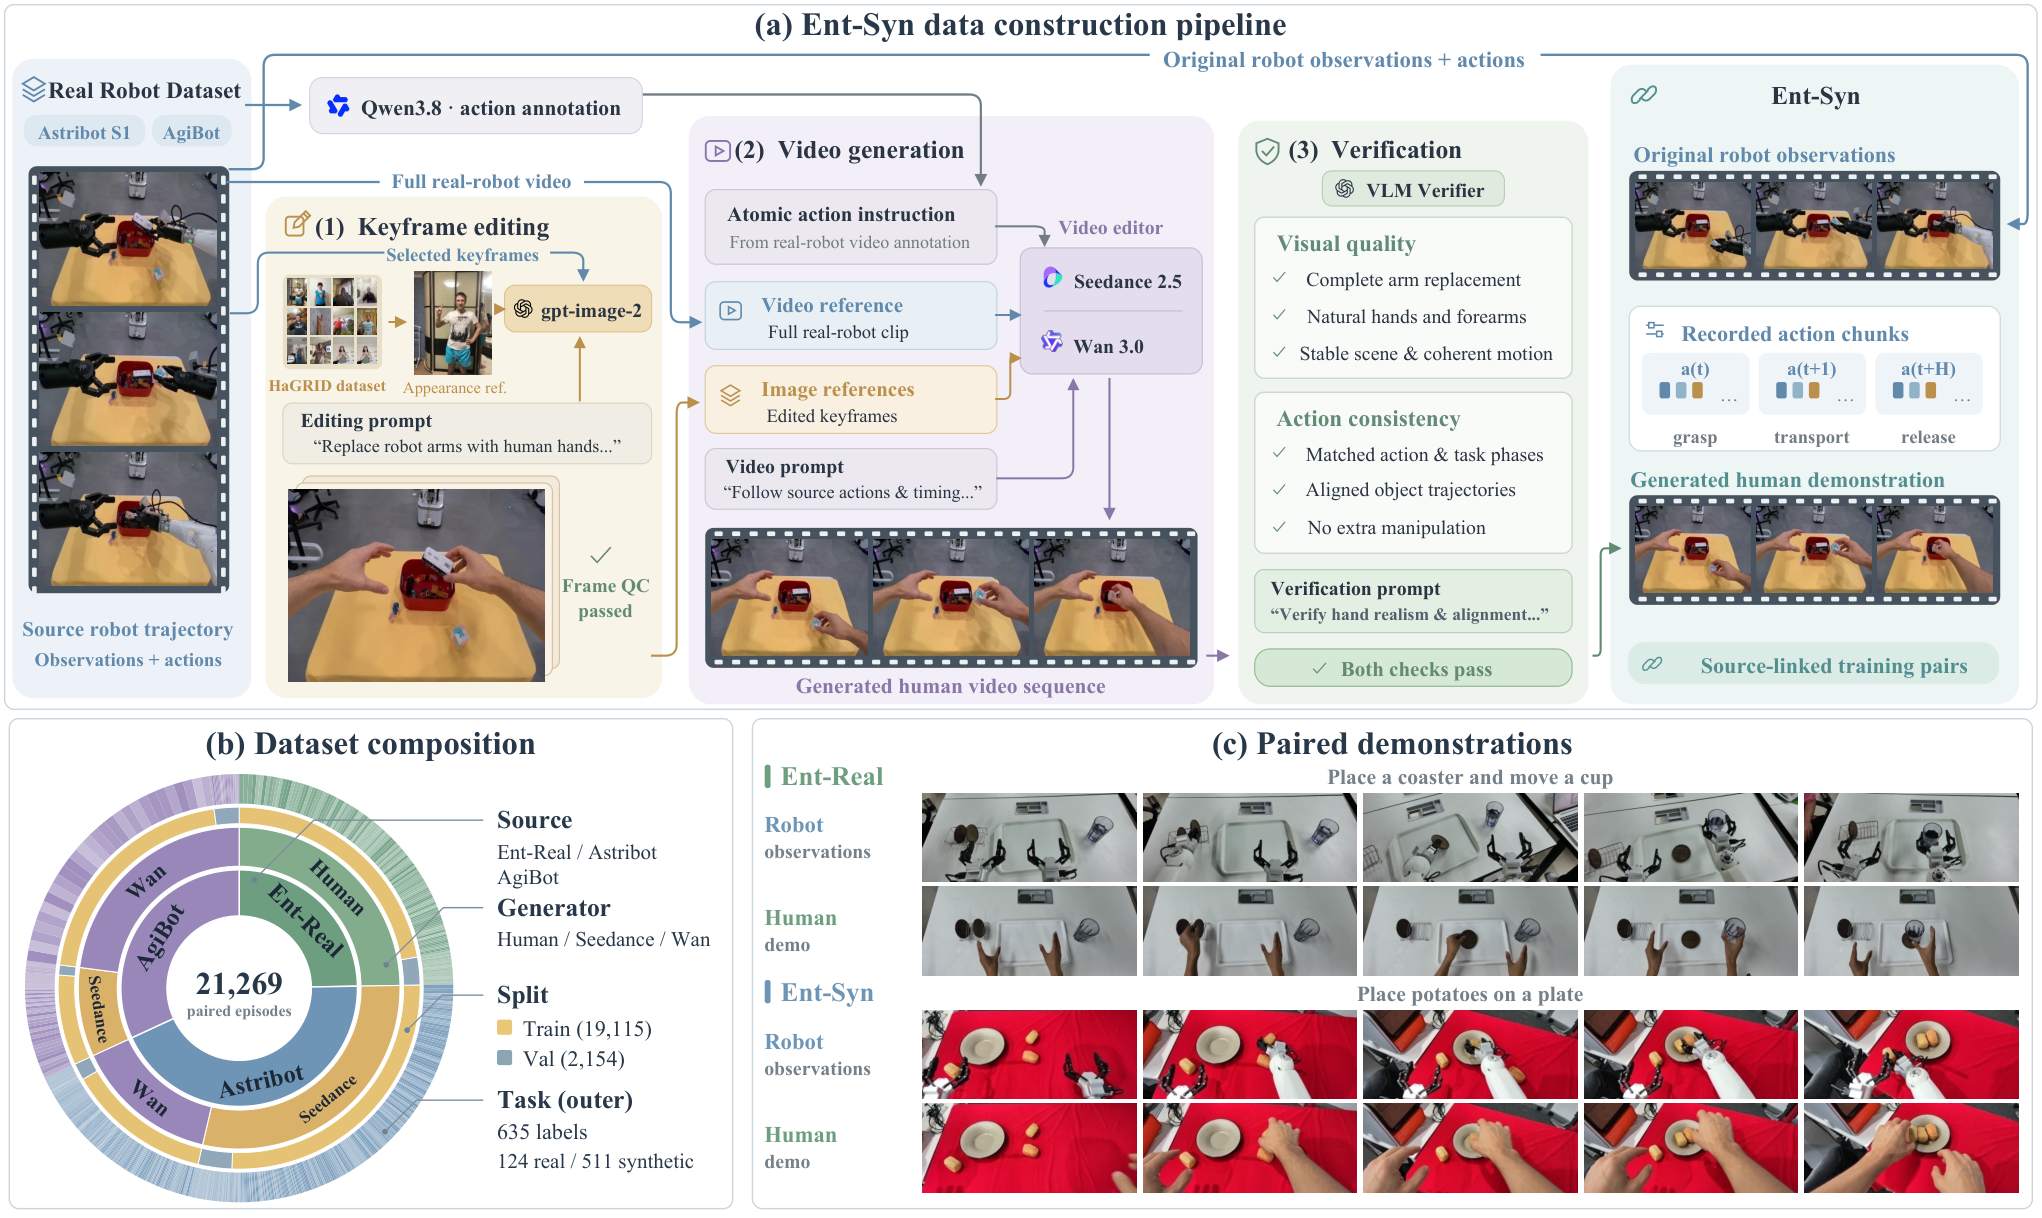 (a) Ent-Syn data construction pipeline
Original robot observations + actions
Real Robot Dataset
Astribot S1
AgiBot
Source robot trajectory
Observations + actions
Qwen3.8 · action annotation
Full real-robot video
(1) Keyframe editing
Selected keyframes
HaGRID dataset
Appearance ref.
gpt-image-2
Editing prompt
“Replace robot arms with human hands...”
Frame QC
passed
(2) Video generation
Atomic action instruction
From real-robot video annotation
Video reference
Full real-robot clip
Image references
Edited keyframes
Video prompt
“Follow source actions & timing...”
Video editor
Seedance 2.5
Wan 3.0
Generated human video sequence
(3) Verification
VLM Verifier
Visual quality
Complete arm replacement
Natural hands and forearms
Stable scene & coherent motion
Action consistency
Matched action & task phases
Aligned object trajectories
No extra manipulation
Verification prompt
“Verify hand realism & alignment...”
Both checks pass
Ent-Syn
Original robot observations
Recorded action chunks
a(t) a(t+1) a(t+H)
... ... ...
grasp transport release
Generated human demonstration
Source-linked training pairs
(b) Dataset composition
Wan
Human
AgiBot
Ent-Real
Seedance
21,269
paired episodes
Astribot
Wan
Seedance
Source
Ent-Real / Astribot
AgiBot
Generator
Human / Seedance / Wan
Split
Train (19,115)
Val (2,154)
Task (outer)
635 labels
124 real / 511 synthetic
(c) Paired demonstrations
Ent-Real
Place a coaster and move a cup
Robot
observations
Human
demo
Ent-Syn
Place potatoes on a plate
Robot
observations
Human
demo